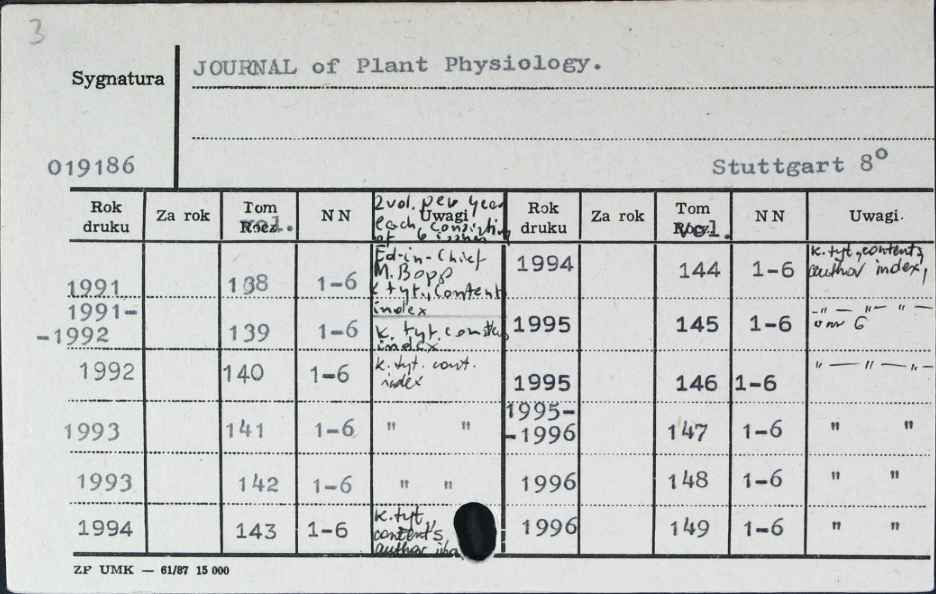 3
Sygnatura
JOURNAL of Plant Physiology.
019186
Stuttgart 8°
Rok druku Za rok Tom Rocz. vol. NN Uwagi Rok druku Za rok Tom Rocz. vol. NN Uwagi.
2 vol. per year
each consisting
of 6 issues
1991 138 1-6 Ed-in-Chief M. Bopp k tyt., content index 1994 144 1-6 k. tyt, contents, author index,
1991-
-1992 139 1-6 k. tyt. index 1995 145 1-6 -"- "- "- 6
1992 140 1-6 k. tyt. cont. index 1995 146 1-6 " — " — "-
1993 141 1-6 " " 1995-
-1996 147 1-6 " "
1993 142 1-6 " " 1996 148 1-6 " "
1994 143 1-6 k. tyt, contents author 1996 149 1-6 " "
ZP UMK — 61/87 15 000